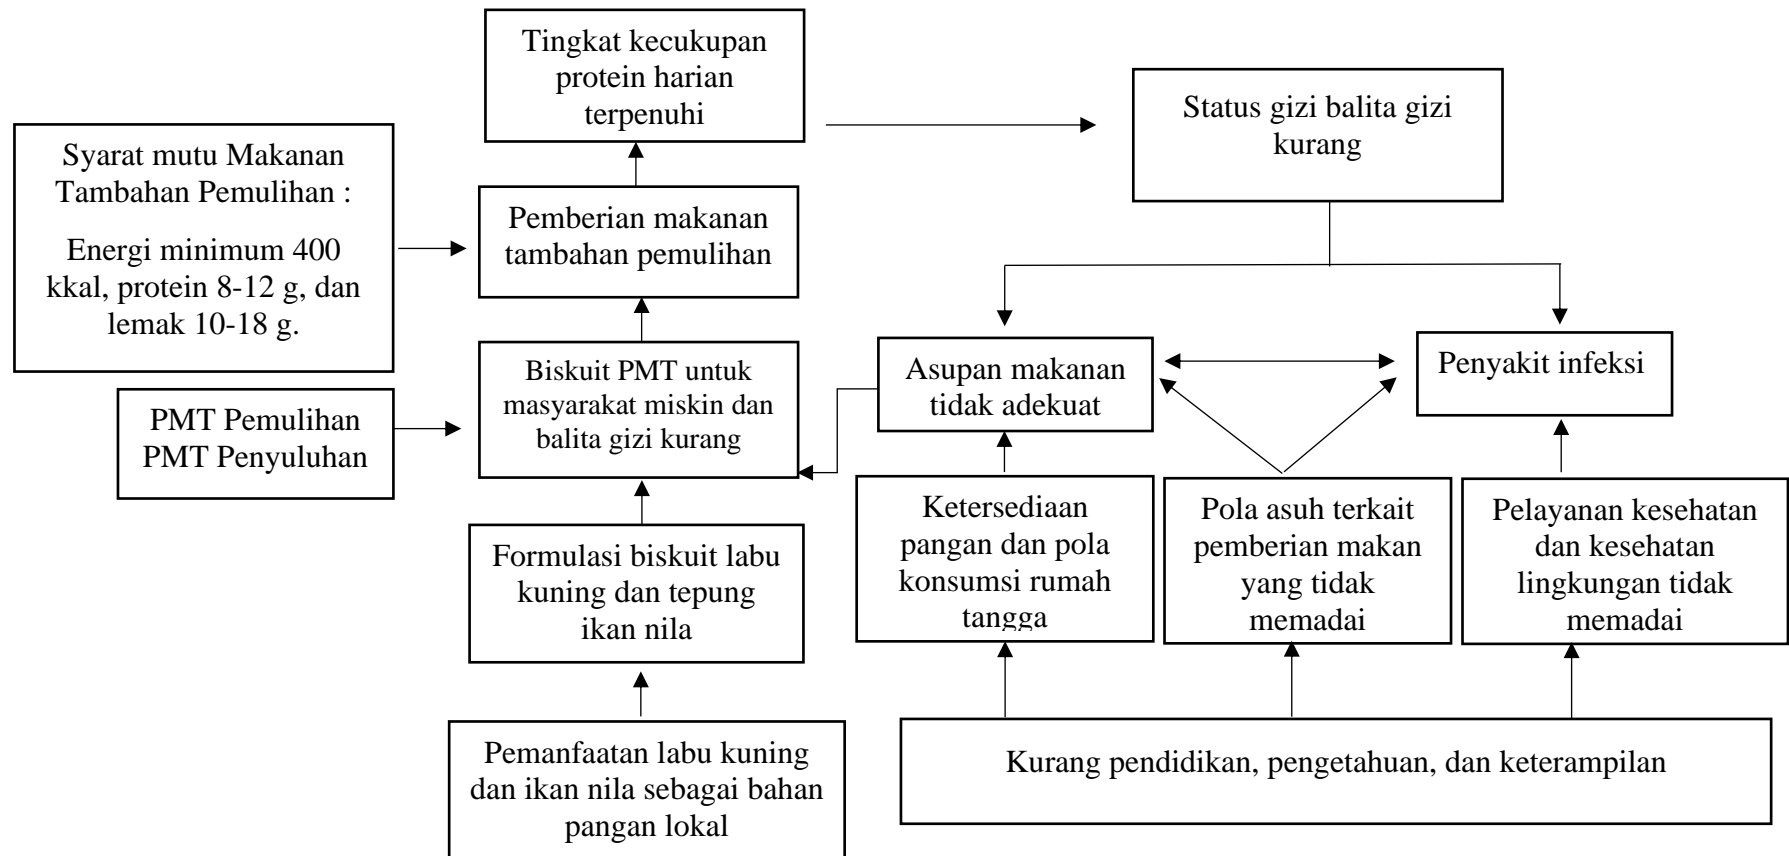 Tingkat kecukupan
protein harian
terpenuhi
Status gizi balita gizi
kurang
Syarat mutu Makanan
Tambahan Pemulihan :
Energi minimum 400
kkal, protein 8-12 g, dan
lemak 10-18 g.
Pemberian makanan
tambahan pemulihan
Biskuit PMT untuk
masyarakat miskin dan
balita gizi kurang
Asupan makanan
tidak adekuat
Penyakit infeksi
PMT Pemulihan
PMT Penyuluhan
Formulasi biskuit labu
kuning dan tepung
ikan nila
Ketersediaan
pangan dan pola
konsumsi rumah
tangga
Pola asuh terkait
pemberian makan
yang tidak
memadai
Pelayanan kesehatan
dan kesehatan
lingkungan tidak
memadai
Pemanfaatan labu kuning
dan ikan nila sebagai bahan
pangan lokal
Kurang pendidikan, pengetahuan, dan keterampilan